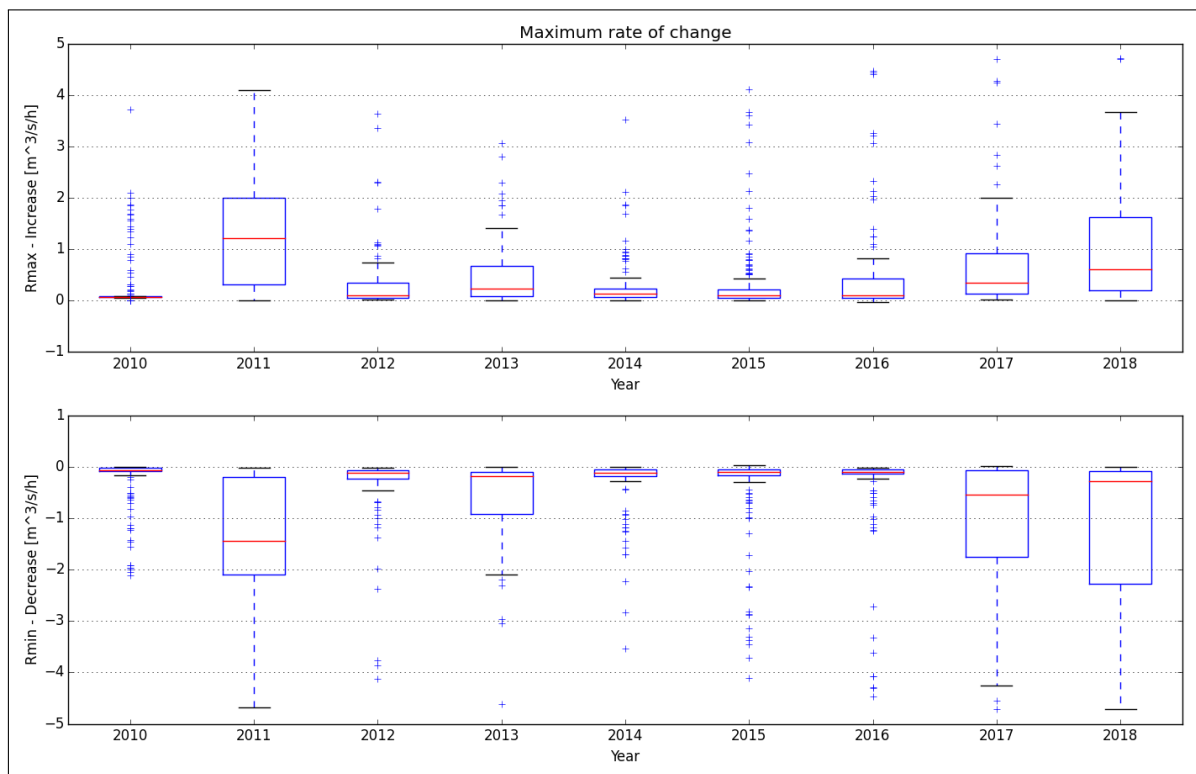 Maximum rate of change
Rmax - Increase [m^3/s/h]
5
4
3
2
1
0
−1
2010 2011 2012 2013 2014 2015 2016 2017 2018
Year
Rmin - Decrease [m^3/s/h]
1
0
−1
−2
−3
−4
−5
2010 2011 2012 2013 2014 2015 2016 2017 2018
Year